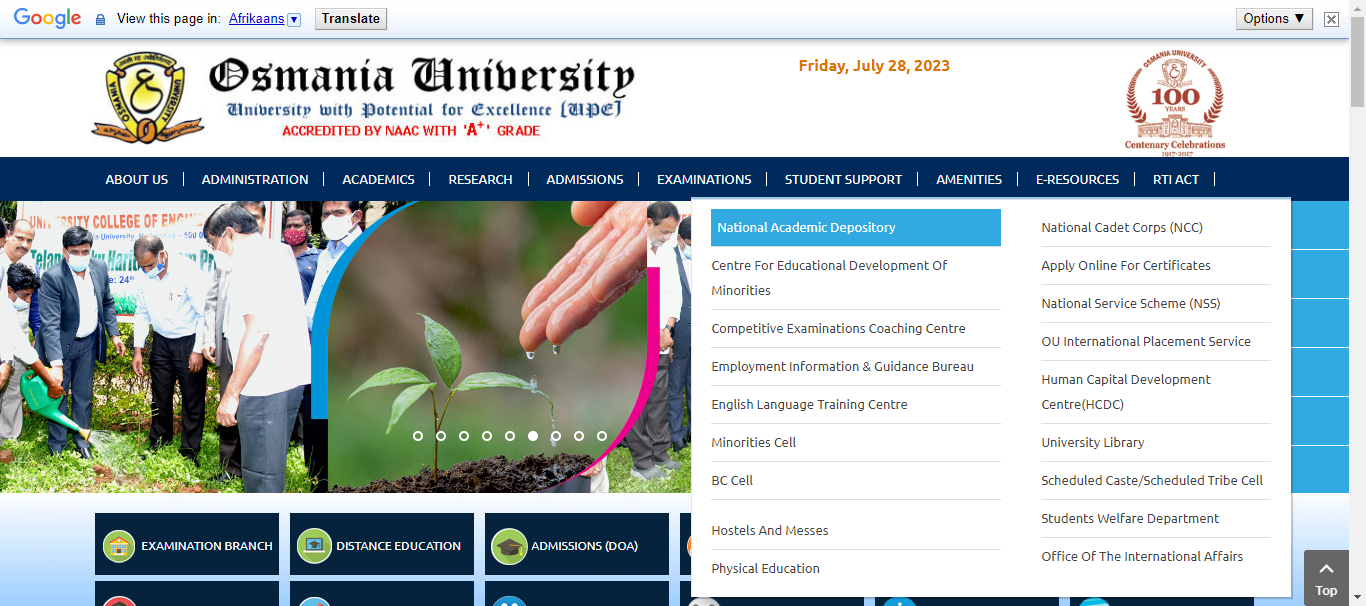 Google View this page in: Afrikaans Translate Options ▼
Osmania University
University with Potential for Excellence [UPE]
ACCREDITED BY NAAC WITH 'A+' GRADE
Friday, July 28, 2023
OSMANIA UNIVERSITY
100
YEARS
Centenary Celebrations
1917-2017
ABOUT US ADMINISTRATION ACADEMICS RESEARCH ADMISSIONS EXAMINATIONS STUDENT SUPPORT AMENITIES E-RESOURCES RTI ACT
UNIVERSITY COLLEGE OF
National Academic Depository
Centre For Educational Development Of
Minorities
Competitive Examinations Coaching Centre
Employment Information & Guidance Bureau
English Language Training Centre
Minorities Cell
BC Cell
Hostels And Messes
Physical Education
National Cadet Corps (NCC)
Apply Online For Certificates
National Service Scheme (NSS)
OU International Placement Service
Human Capital Development
Centre(HCDC)
University Library
Scheduled Caste/Scheduled Tribe Cell
Students Welfare Department
Office Of The International Affairs
EXAMINATION BRANCH DISTANCE EDUCATION ADMISSIONS (DOA)
Top